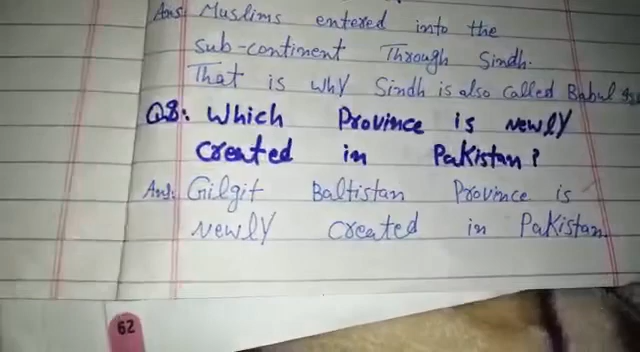 Ans: Muslims entered into the
sub-continent Through Sindh.
That is why Sindh is also called Babul
Q8: Which Province is Newly
created in Pakistan?
Ans: Gilgit Baltistan Province is
Newly created in Pakistan.
62